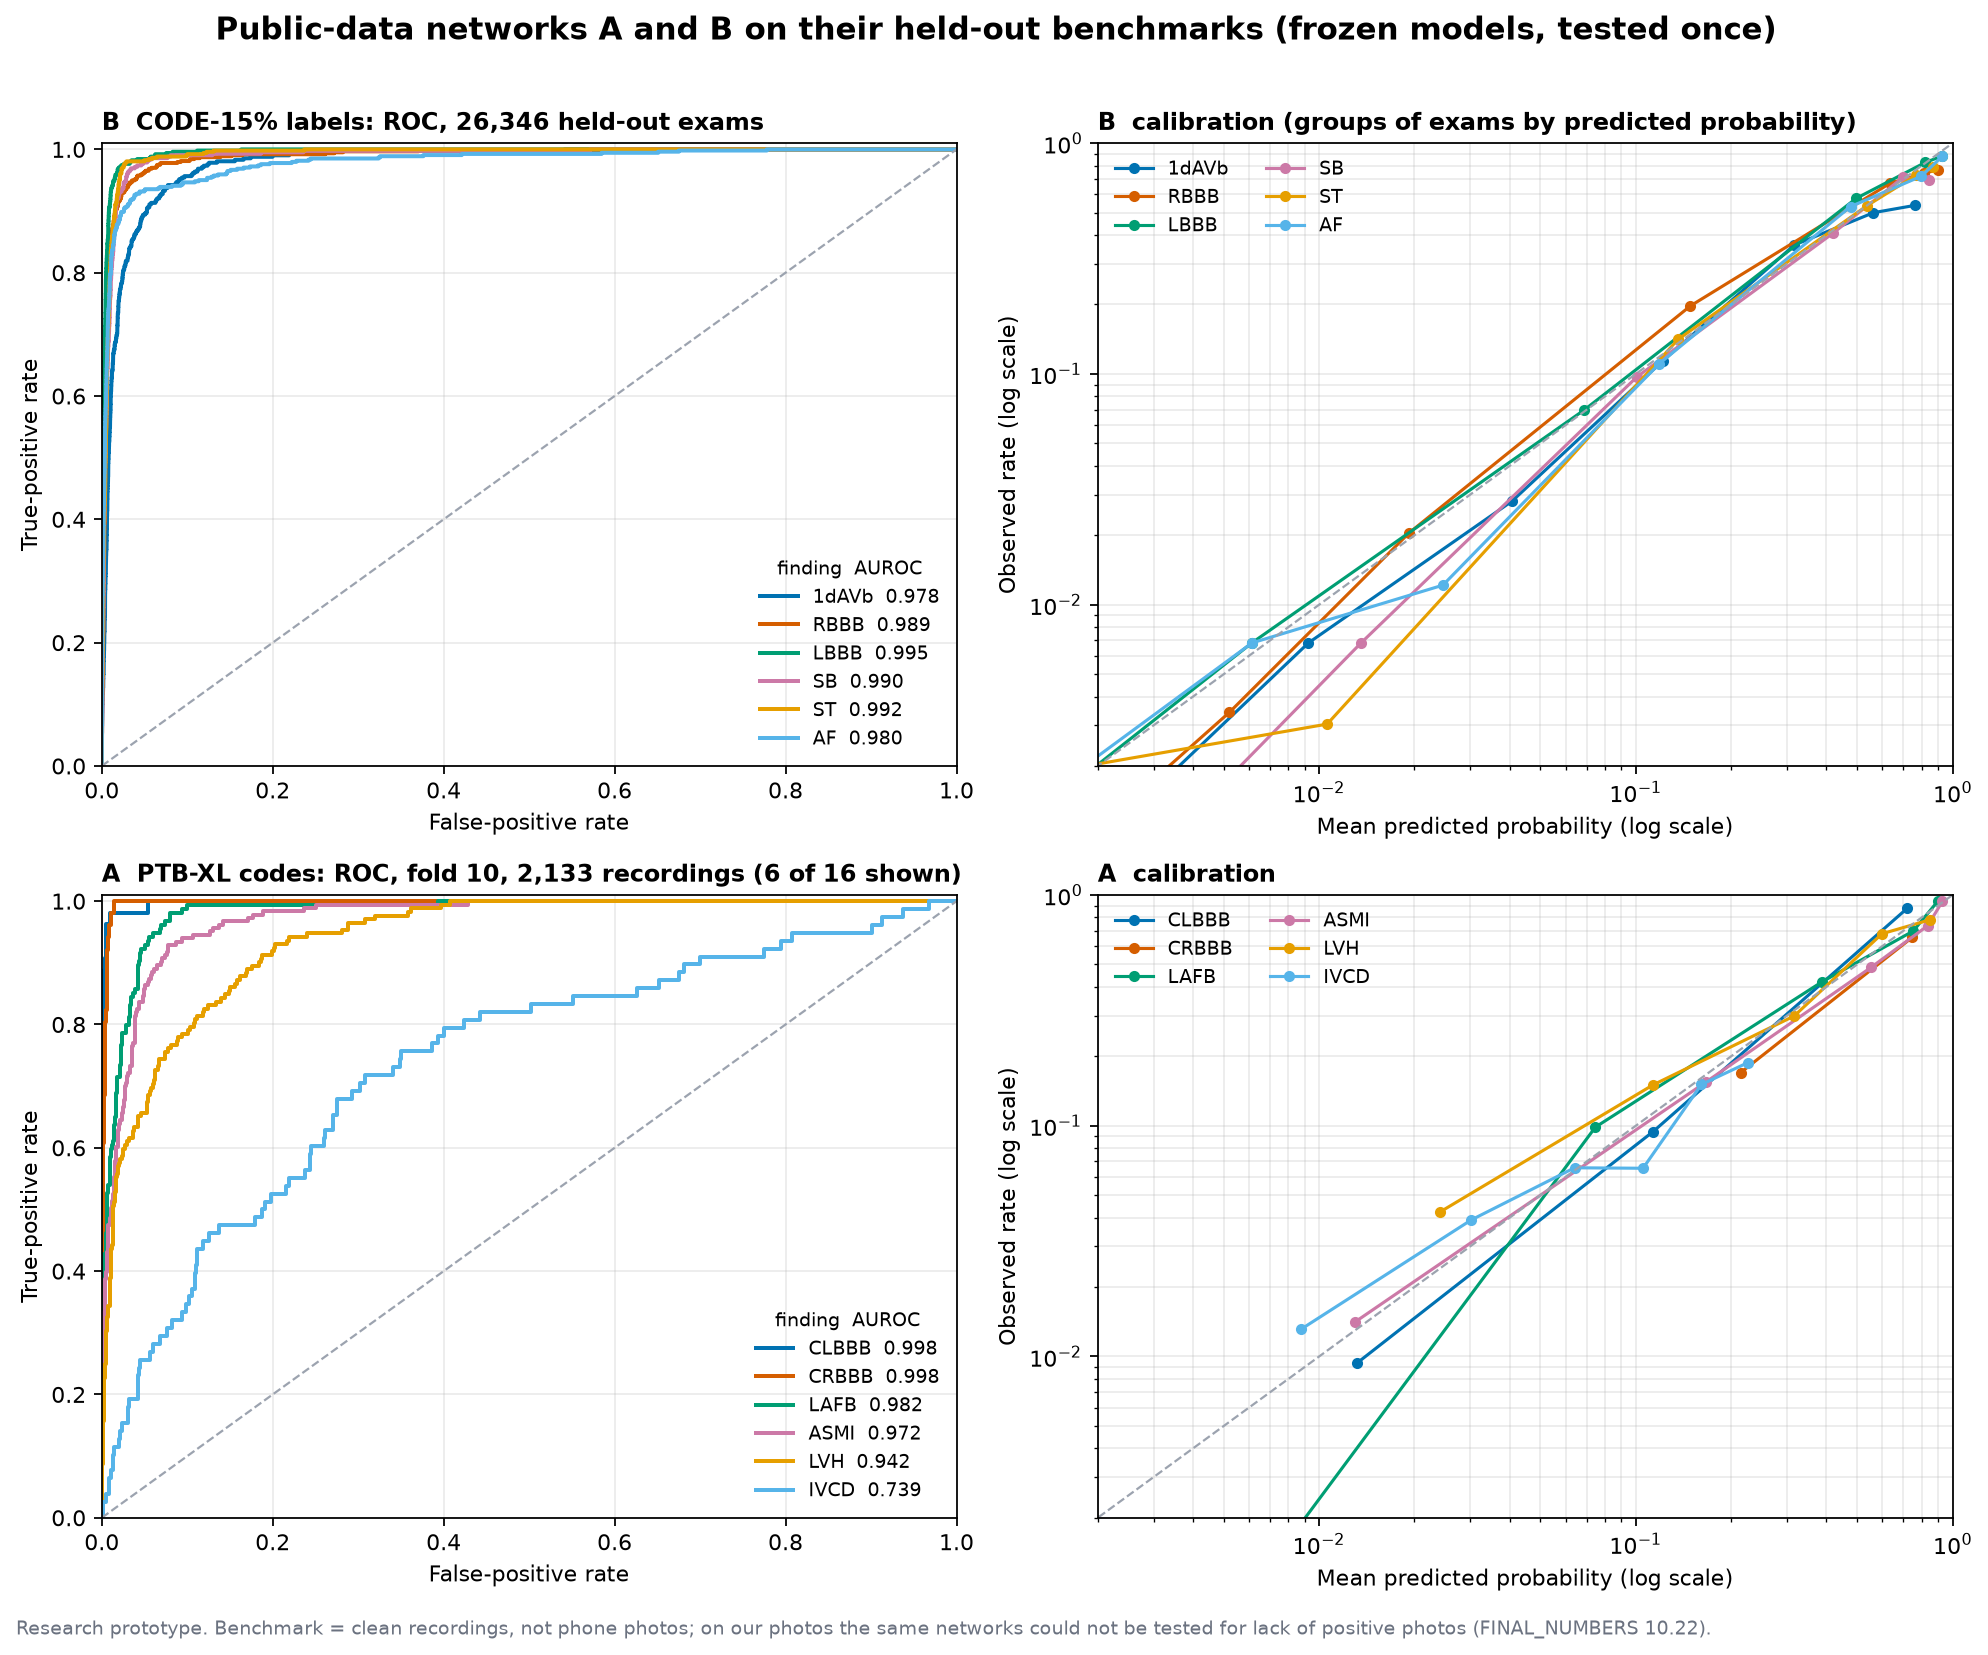 Public-data networks A and B on their held-out benchmarks (frozen models, tested once)
B CODE-15% labels: ROC, 26,346 held-out exams
1.0
0.8
0.6
0.4
0.2
0.0
True-positive rate
finding AUROC
1dAVb 0.978
RBBB 0.989
LBBB 0.995
SB 0.990
ST 0.992
AF 0.980
0.0 0.2 0.4 0.6 0.8 1.0
False-positive rate
B calibration (groups of exams by predicted probability)
10⁰
10⁻¹
10⁻²
Observed rate (log scale)
1dAVb SB
RBBB ST
LBBB AF
10⁻² 10⁻¹ 10⁰
Mean predicted probability (log scale)
A PTB-XL codes: ROC, fold 10, 2,133 recordings (6 of 16 shown)
1.0
0.8
0.6
0.4
0.2
0.0
True-positive rate
finding AUROC
CLBBB 0.998
CRBBB 0.998
LAFB 0.982
ASMI 0.972
LVH 0.942
IVCD 0.739
0.0 0.2 0.4 0.6 0.8 1.0
False-positive rate
A calibration
10⁰
10⁻¹
10⁻²
Observed rate (log scale)
CLBBB ASMI
CRBBB LVH
LAFB IVCD
10⁻² 10⁻¹ 10⁰
Mean predicted probability (log scale)
Research prototype. Benchmark = clean recordings, not phone photos; on our photos the same networks could not be tested for lack of positive photos (FINAL_NUMBERS 10.22).